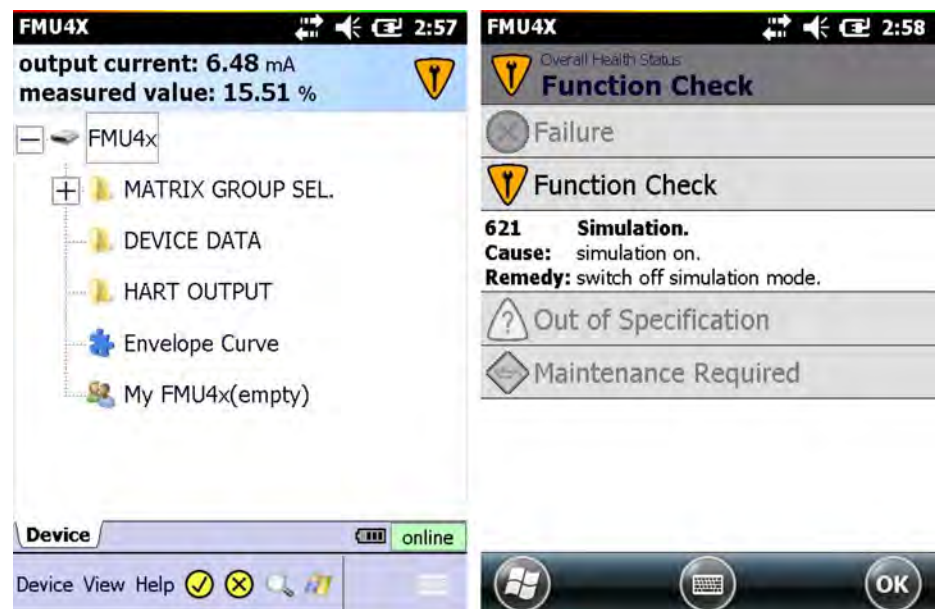 FMU4X 2:57
output current: 6.48 mA
measured value: 15.51 %
FMU4x
MATRIX GROUP SEL.
DEVICE DATA
HART OUTPUT
Envelope Curve
My FMU4x(empty)
Device online
Device View Help
FMU4X 2:58
Overall Health Status
Function Check
Failure
Function Check
621 Simulation.
Cause: simulation on.
Remedy: switch off simulation mode.
Out of Specification
Maintenance Required
OK